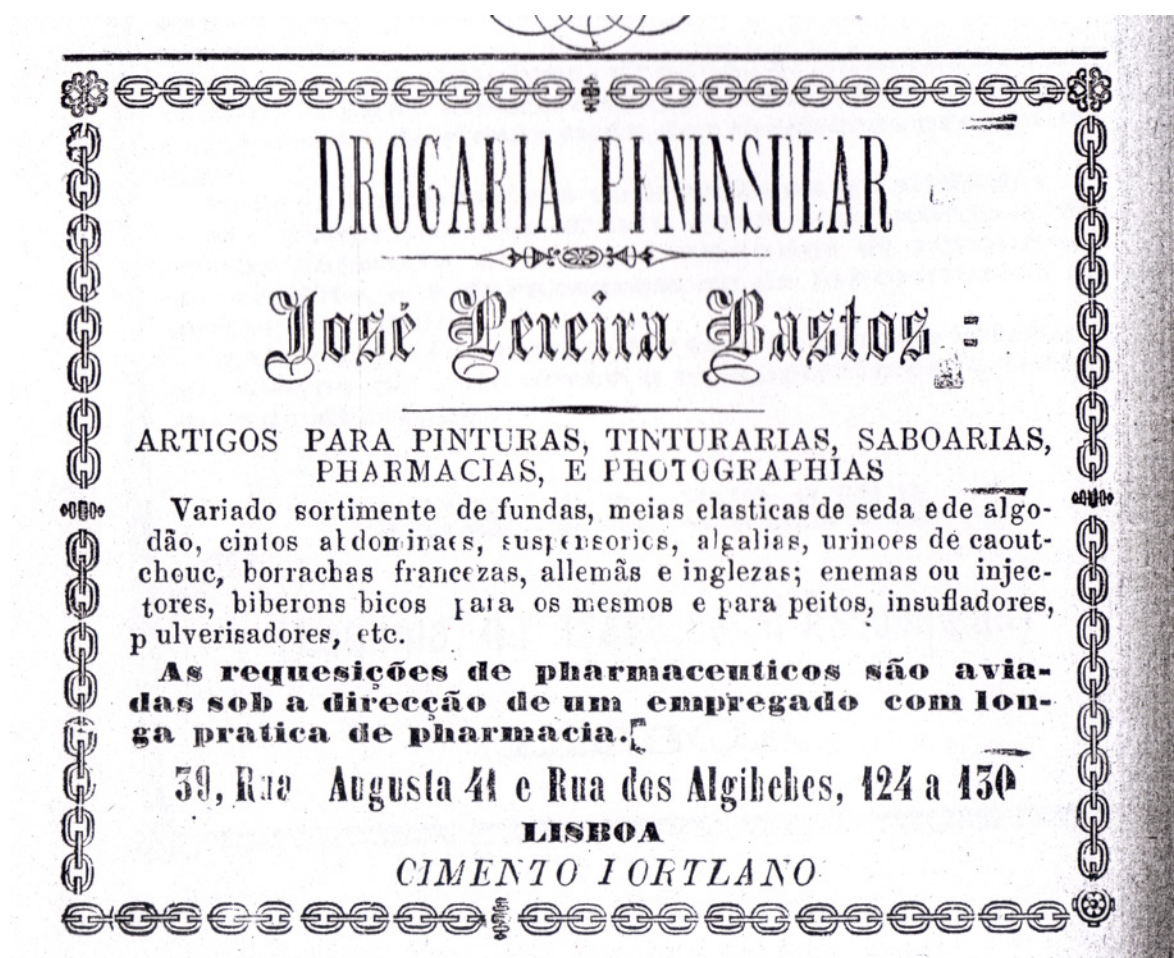 DROGARIA PENINSULAR
José Pereira Bastos
ARTIGOS PARA PINTURAS, TINTURARIAS, SABOARIAS,
PHARMACIAS, E PHOTOGRAPHIAS
Variado sortimente de fundas, meias elasticas de seda e de algo-
dão, cintos abdominaes, suspensorios, algalias, urinoes de caout-
chouc, borrachas francezas, allemãs e inglezas; enemas ou injec-
tores, biberons bicos para os mesmos e para peitos, insufladores,
p ulverisadores, etc.
As requesições de pharmaceuticos são avia-
das sob a direcção de um empregado com lon-
ga pratica de pharmacia.
39, Rua Augusta 41 e Rua dos Algibebes, 124 a 130
LISBOA
CIMENTO PORTLANO